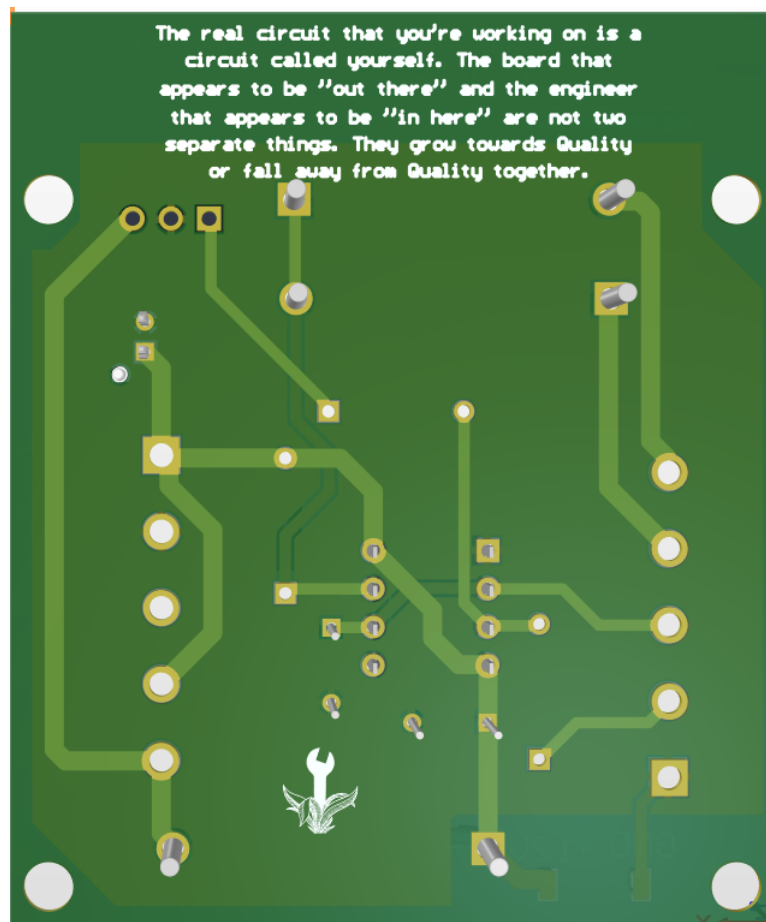 The real circuit that you're working on is a
circuit called yourself. The board that
appears to be "out there" and the engineer
that appears to be "in here" are not two
separate things. They grow towards Quality
or fall away from Quality together.